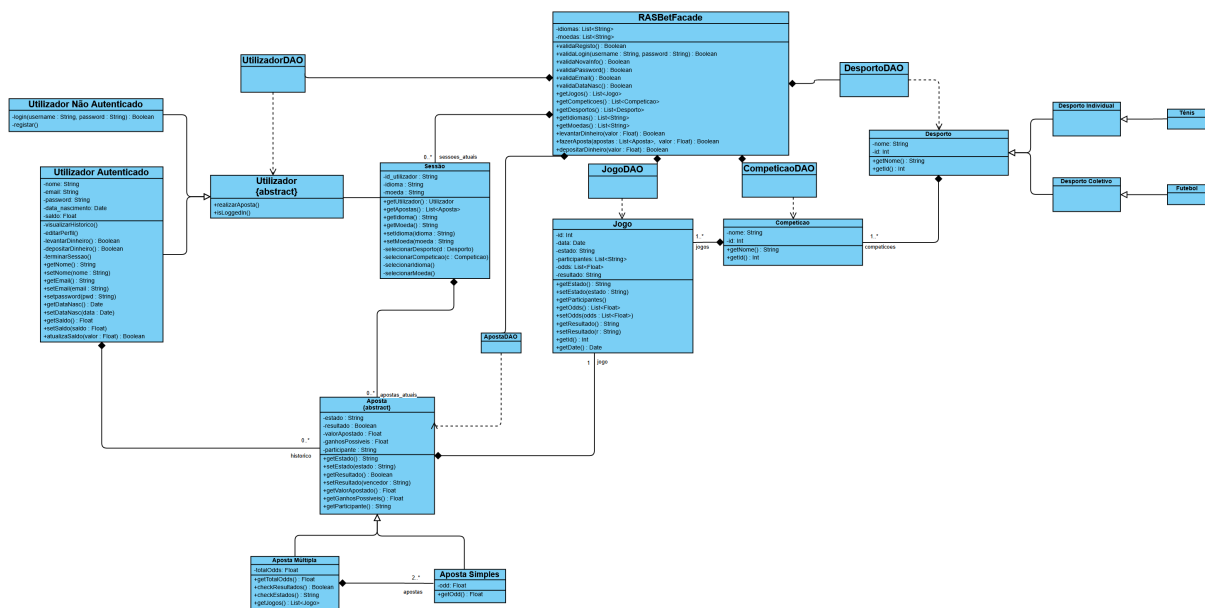 RASBetFacade
-idiomas: List<String>
-moedas: List<String>
+validaRegisto() : Boolean
+validaLogin(username : String, password : String) : Boolean
+validaNovaInfo() : Boolean
+validaPassword() : Boolean
+validaEmail() : Boolean
+validaDataNasc() : Boolean
+getJogos() : List<Jogo>
+getCompeticoes() : List<Competicao>
+getDesportos() : List<Desporto>
+getIdiomas() : List<String>
+getMoedas() : List<String>
+levantarDinheiro(valor : Float) : Boolean
+fazerAposta(apostas : List<Aposta>, valor : Float) : Boolean
+depositarDinheiro(valor : Float) : Boolean
UtilizadorDAO
DesportoDAO
Utilizador Não Autenticado
-login(username : String, password : String) : Boolean
-registar()
Desporto Individual
Ténis
Desporto
-nome: String
-id: Int
+getNome() : String
+getId() : Int
Desporto Coletivo
Futebol
0..*
sessoes_atuais
JogoDAO
CompeticaoDAO
Utilizador Autenticado
-nome: String
-email: String
-password: String
-data_nascimento: Date
-saldo: Float
-visualizarHistorico()
-editarPerfil()
-levantarDinheiro() : Boolean
-depositarDinheiro() : Boolean
-terminarSessao()
+getNome() : String
+setNome(nome : String)
+getEmail() : String
+setEmail(email : String)
+setpassword(pwd : String)
+getDataNasc() : Date
+setDataNasc(data : Date)
+getSaldo() : Float
+setSaldo(saldo : Float)
+atualizaSaldo(valor : Float) : Boolean
Utilizador
{abstract}
+realizarAposta()
+isLoggedIn()
Sessão
-id_utilizador : String
-idioma : String
-moeda : String
+getUtilizador() : Utilizador
+getApostas() : List<Aposta>
+getIdioma() : String
+getMoeda() : String
+setIdioma(idioma : String)
+setMoeda(moeda : String)
-selecionarDesporto(d : Desporto)
-selecionarCompeticao(c : Competicao)
-selecionarIdioma()
-selecionarMoeda()
Jogo
-id: Int
-data: Date
-estado: String
-participantes: List<String>
-odds: List<Float>
-resultado: String
+getEstado() : String
+setEstado(estado : String)
+getParticipantes()
+getOdds() : List<Float>
+setOdds(odds : List<Float>)
+getResultado() : String
+setResultado(r : String)
+getId() : Int
+getDate() : Date
1..*
jogos
Competicao
-nome: String
-id: Int
+getNome() : String
+getId() : Int
1..*
competicoes
ApostaDAO
1
jogo
0..*
apostas_atuais
Aposta
{abstract}
-estado : String
-resultado : Boolean
-valorApostado : Float
-ganhosPossiveis : Float
-participante : String
+getEstado() : String
+setEstado(estado : String)
+getResultado() : Boolean
+setResultado(vencedor : String)
+getValorApostado() : Float
+getGanhosPossiveis() : Float
+getParticipante() : String
0..*
historico
Aposta Múltipla
-totalOdds: Float
+getTotalOdds() : Float
+checkResultados() : Boolean
+checkEstados() : String
+getJogos() : List<Jogo>
2..*
apostas
Aposta Simples
-odd: Float
+getOdd() : Float